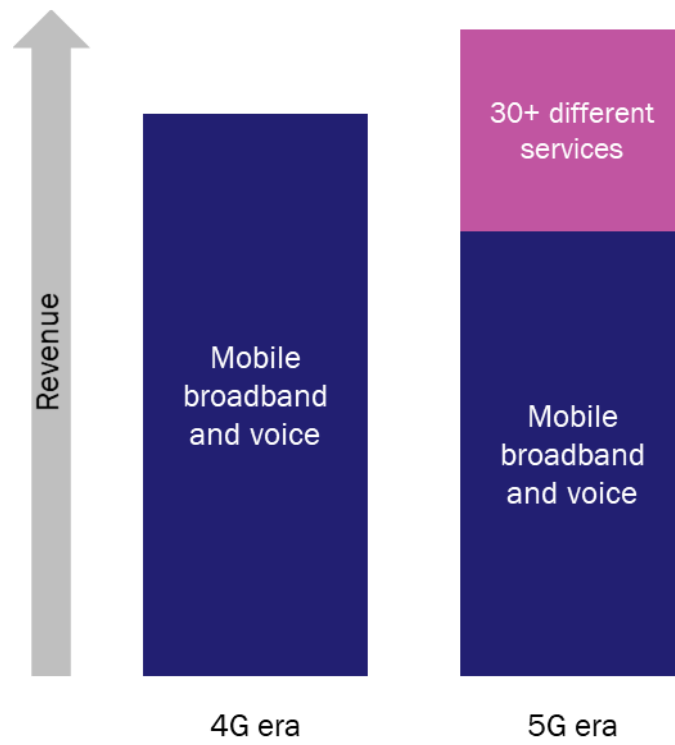 30+ different
services
Revenue
Mobile
broadband
and voice
Mobile
broadband
and voice
4G era
5G era